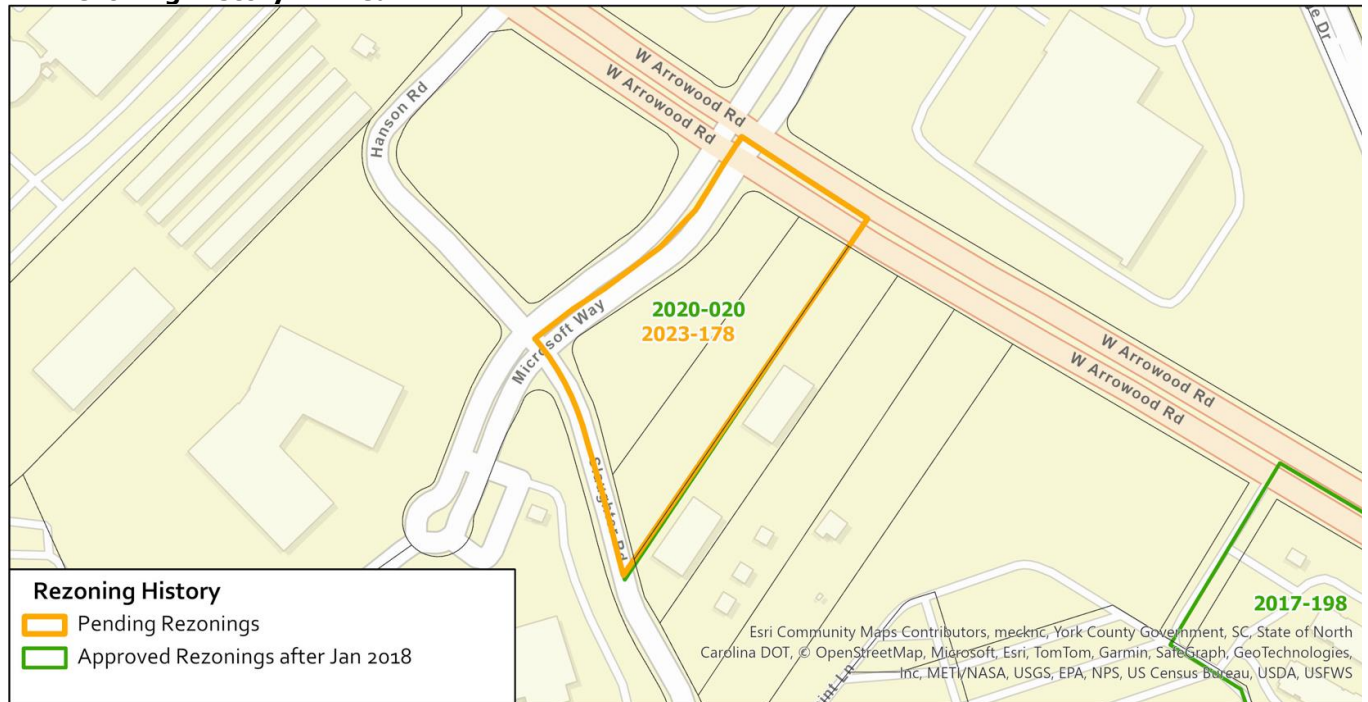 W Arrowood Rd
W Arrowood Rd
Hanson Rd
2020-020
2023-178
Microsoft Way
W Arrowood Rd
W Arrowood Rd
Slaughter Rd
2017-198
Rezoning History
Pending Rezonings
Approved Rezonings after Jan 2018
Esri Community Maps Contributors, mecknc, York County Government, SC, State of North
Carolina DOT, © OpenStreetMap, Microsoft, Esri, TomTom, Garmin, SafeGraph, GeoTechnologies,
Inc, METI/NASA, USGS, EPA, NPS, US Census Bureau, USDA, USFWS